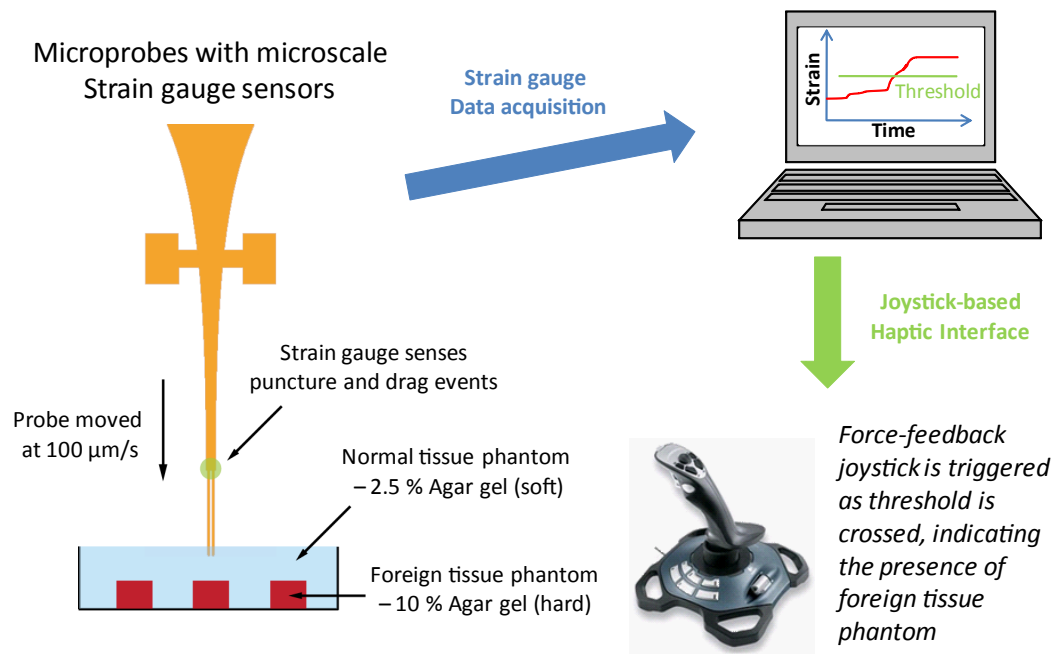 Microprobes with microscale
Strain gauge sensors
Strain gauge
Data acquisition
Strain
Threshold
Time
Joystick-based
Haptic Interface
Strain gauge senses
puncture and drag events
Probe moved
at 100 μm/s
Normal tissue phantom
– 2.5 % Agar gel (soft)
Foreign tissue phantom
– 10 % Agar gel (hard)
Force-feedback
joystick is triggered
as threshold is
crossed, indicating
the presence of
foreign tissue
phantom